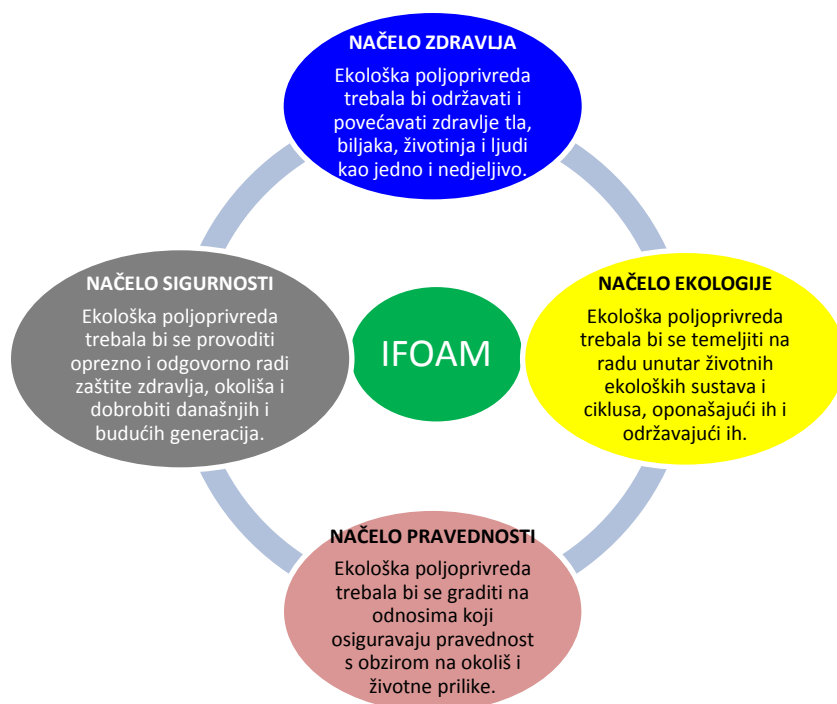 NAČELO ZDRAVLJA
Ekološka poljoprivreda
trebala bi održavati i
povećavati zdravlje tla,
biljaka, životinja i ljudi
kao jedno i nedjeljivo.
NAČELO SIGURNOSTI
Ekološka poljoprivreda
trebala bi se provoditi
oprezno i odgovorno radi
zaštite zdravlja, okoliša i
dobrobiti današnjih i
budućih generacija.
IFOAM
NAČELO EKOLOGIJE
Ekološka poljoprivreda
trebala bi se temeljiti na
radu unutar životnih
ekoloških sustava i
ciklusa, oponašajući ih i
održavajući ih.
NAČELO PRAVEDNOSTI
Ekološka poljoprivreda
trebala bi se graditi na
odnosima koji
osiguravaju pravednost
s obzirom na okoliš i
životne prilike.